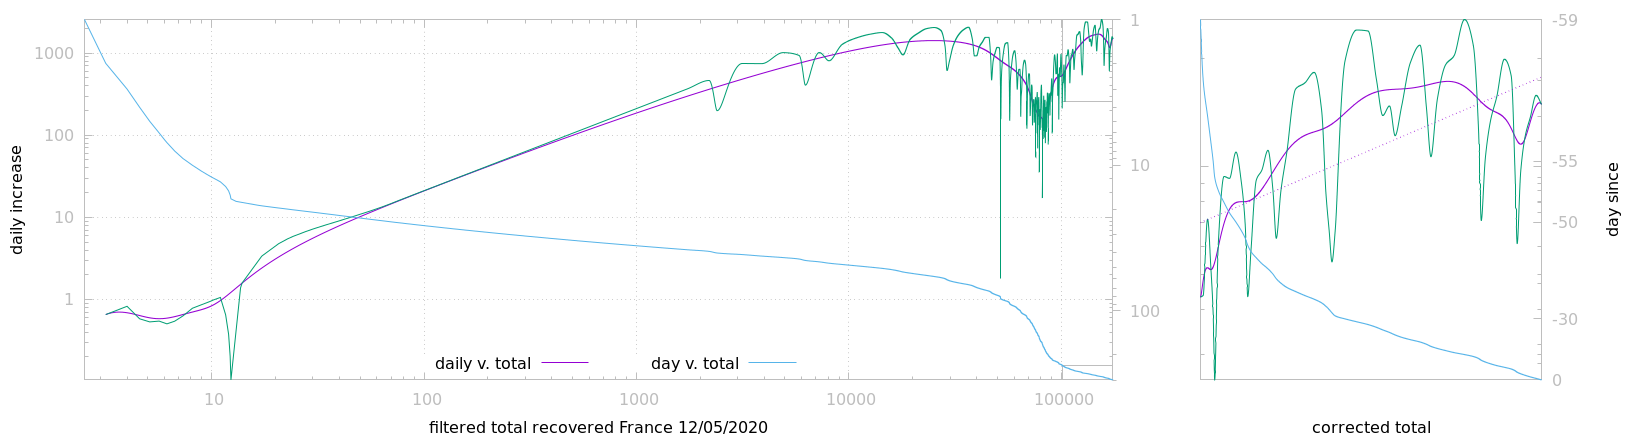 daily increase
1000
100
10
1
10
100
1000
10000
100000
1
10
100
daily v. total
day v. total
filtered total recovered France 12/05/2020
-59
-55
-50
-30
0
day since
corrected total